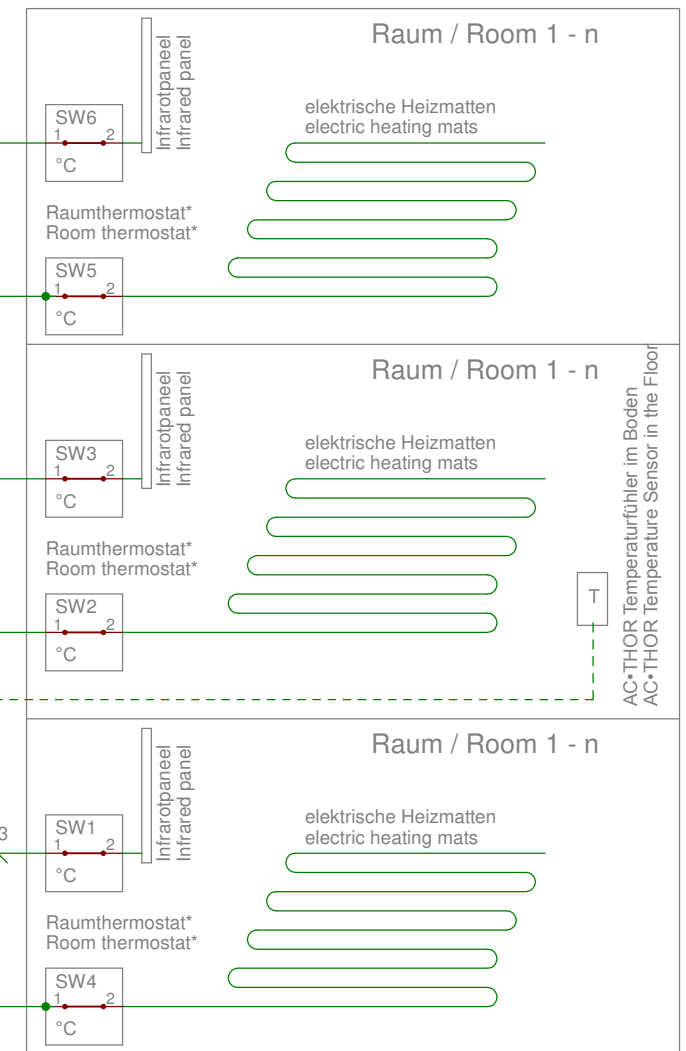 Raum / Room 1 - n
Infrarotpaneel
Infrared panel
elektrische Heizmatten
electric heating mats
SW6
1 2
°C
Raumthermostat*
Room thermostat*
SW5
1 2
°C
Raum / Room 1 - n
Infrarotpaneel
Infrared panel
elektrische Heizmatten
electric heating mats
SW3
1 2
°C
Raumthermostat*
Room thermostat*
SW2
1 2
°C
T
AC•THOR Temperaturfühler im Boden
AC•THOR Temperature Sensor in the Floor
Raum / Room 1 - n
Infrarotpaneel
Infrared panel
elektrische Heizmatten
electric heating mats
3
SW1
1 2
°C
Raumthermostat*
Room thermostat*
SW4
1 2
°C